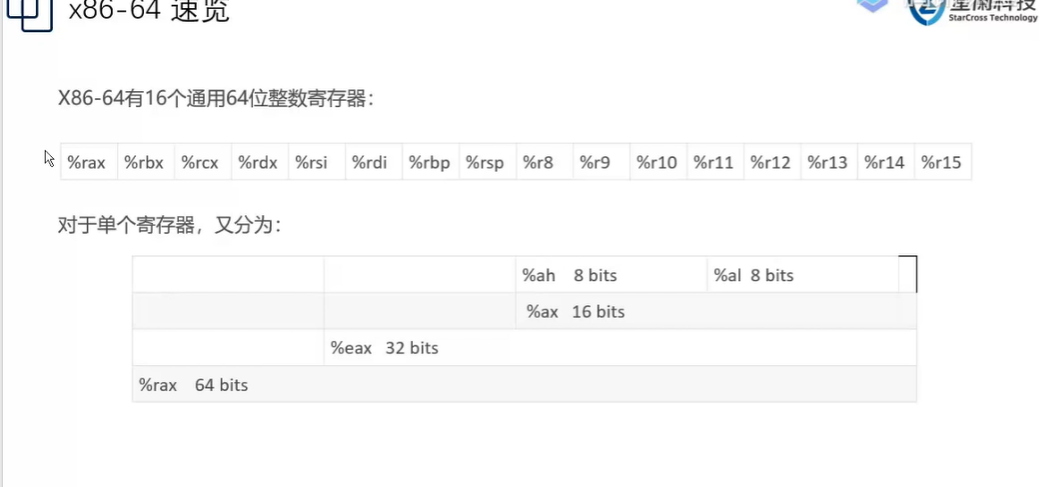 x86-64 速览
StarCross Technology
X86-64有16个通用64位整数寄存器：
%rax %rbx %rcx %rdx %rsi %rdi %rbp %rsp %r8 %r9 %r10 %r11 %r12 %r13 %r14 %r15
对于单个寄存器，又分为：
%ah 8 bits %al 8 bits
%ax 16 bits
%eax 32 bits
%rax 64 bits